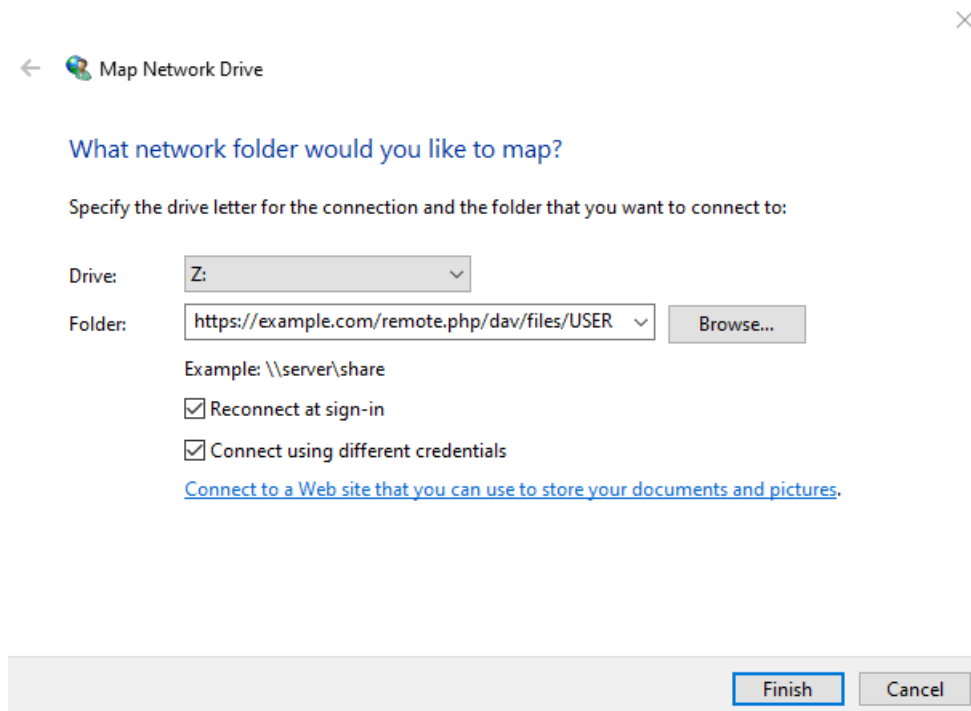 Map Network Drive
What network folder would you like to map?
Specify the drive letter for the connection and the folder that you want to connect to:
Drive: Z:
Folder: https://example.com/remote.php/dav/files/USER Browse...
Example: \\server\share
Reconnect at sign-in
Connect using different credentials
Connect to a Web site that you can use to store your documents and pictures.
Finish Cancel